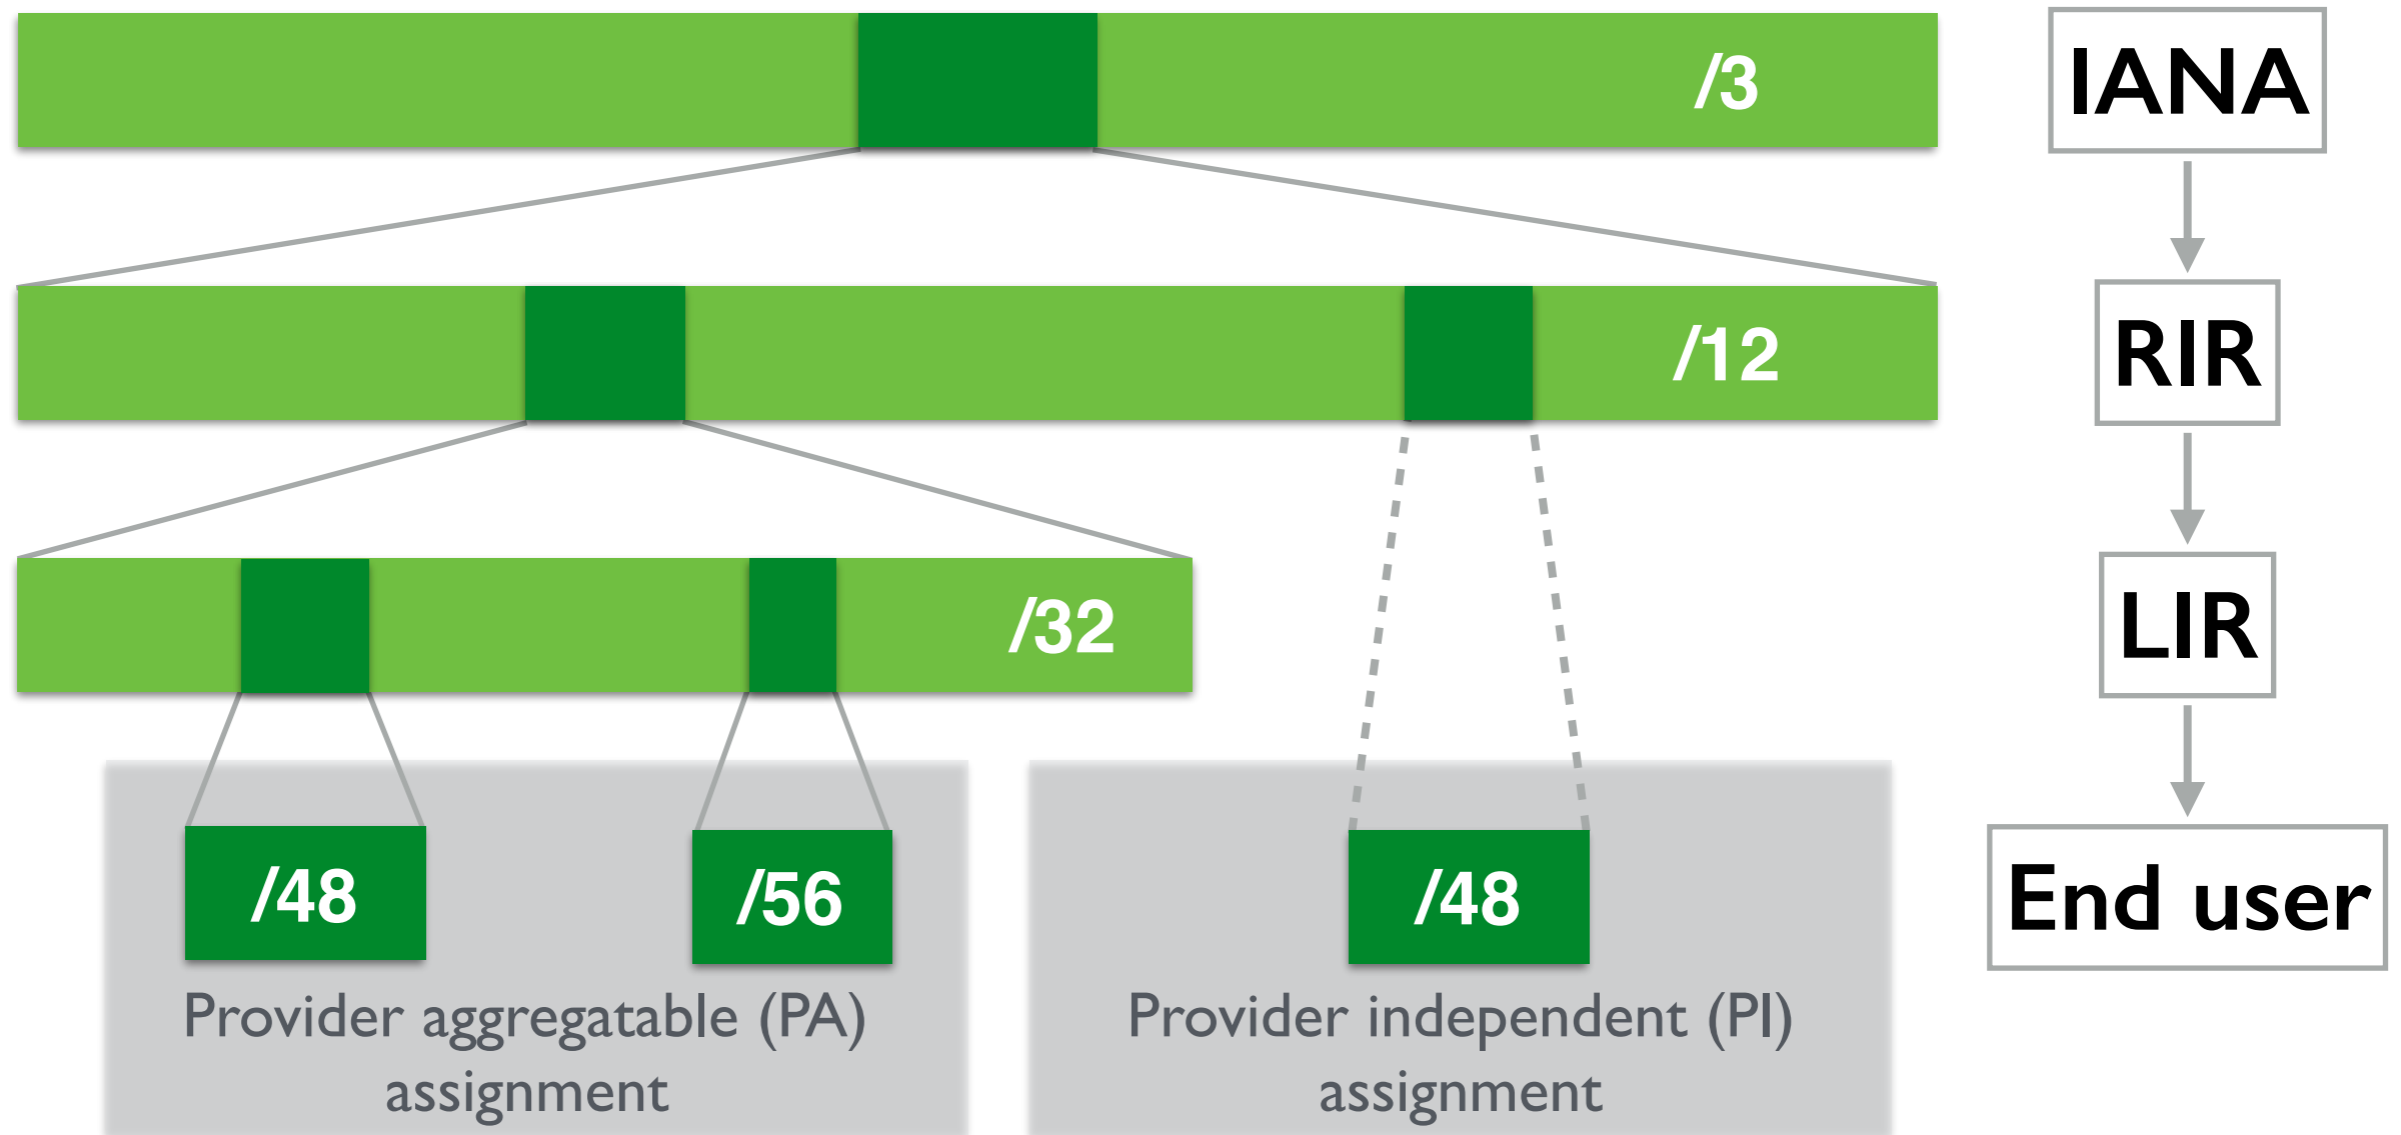 /3
IANA
/12
RIR
/32
LIR
/48
/56
/48
End user
Provider aggregatable (PA)
assignment
Provider independent (PI)
assignment